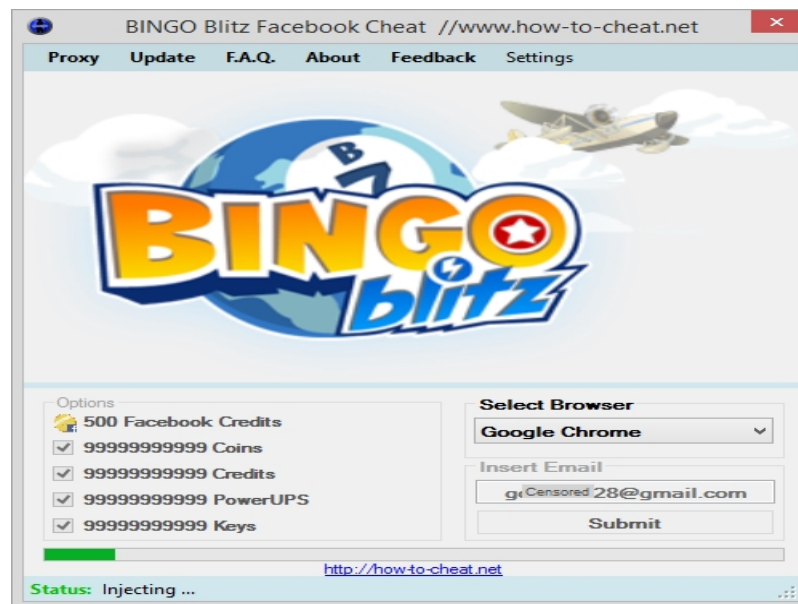 BINGO Blitz Facebook Cheat //www.how-to-cheat.net
Proxy Update F.A.Q. About Feedback Settings
B
7
BINGO
blitz
Options
500 Facebook Credits
99999999999 Coins
99999999999 Credits
99999999999 PowerUPS
99999999999 Keys
Select Browser
Google Chrome
Insert Email
g Censored 28@gmail.com
Submit
http://how-to-cheat.net
Status: Injecting ...